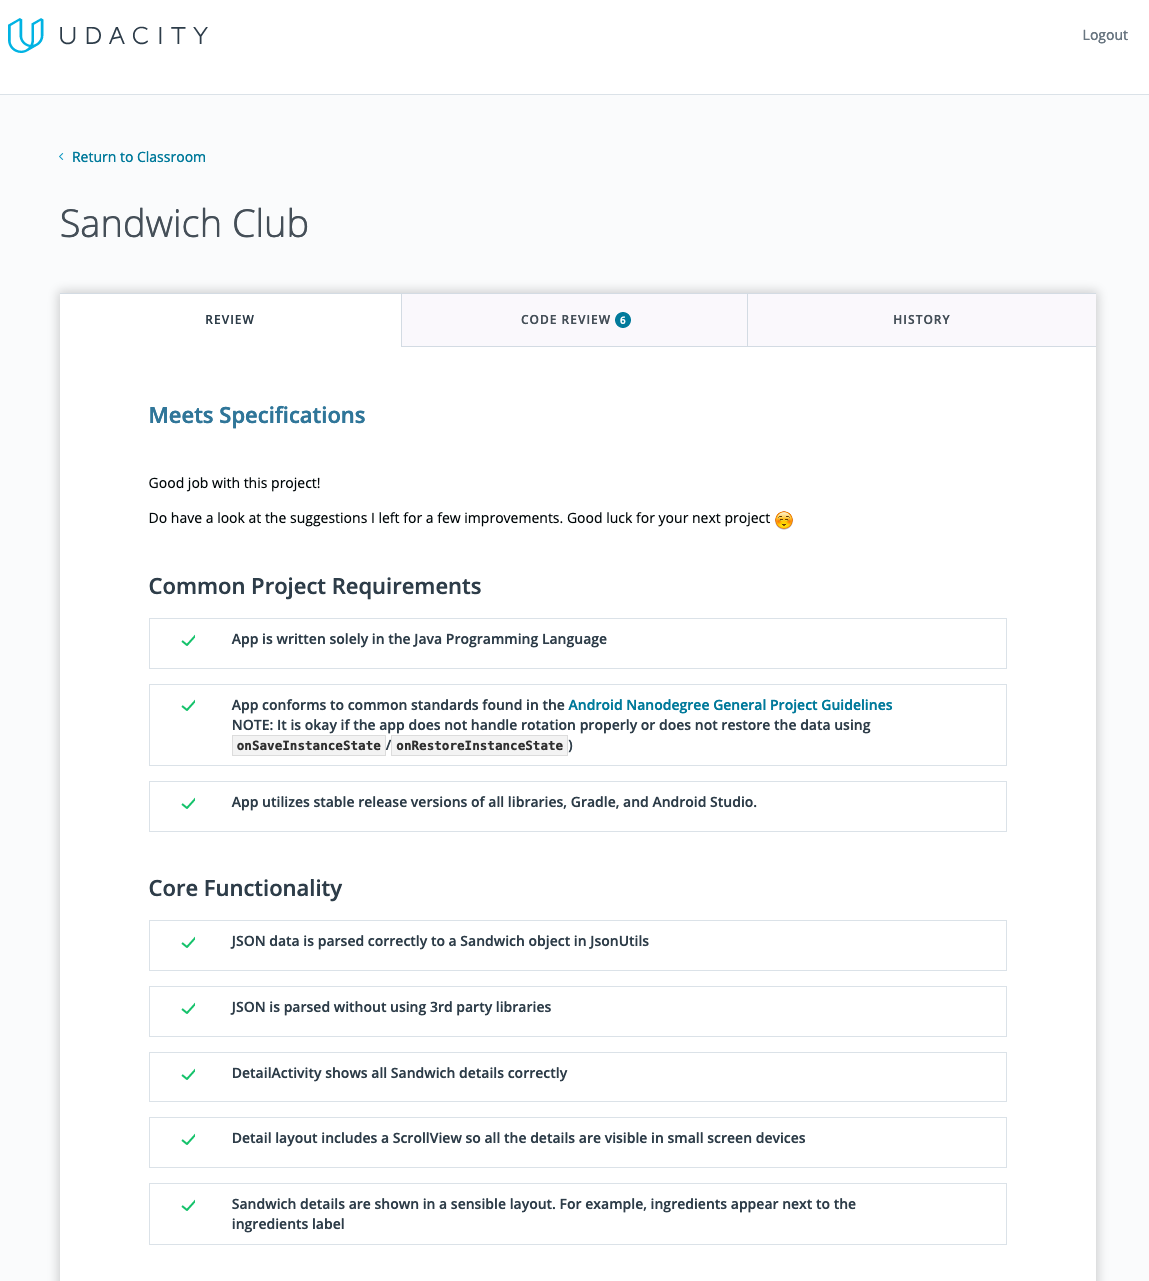 UDACITY
Logout
Return to Classroom
Sandwich Club
REVIEW
CODE REVIEW 6
HISTORY
Meets Specifications
Good job with this project!
Do have a look at the suggestions I left for a few improvements. Good luck for your next project
Common Project Requirements
App is written solely in the Java Programming Language
App conforms to common standards found in the Android Nanodegree General Project Guidelines
NOTE: It is okay if the app does not handle rotation properly or does not restore the data using
onSaveInstanceState/onRestoreInstanceState)
App utilizes stable release versions of all libraries, Gradle, and Android Studio.
Core Functionality
JSON data is parsed correctly to a Sandwich object in JsonUtils
JSON is parsed without using 3rd party libraries
DetailActivity shows all Sandwich details correctly
Detail layout includes a ScrollView so all the details are visible in small screen devices
Sandwich details are shown in a sensible layout. For example, ingredients appear next to the
ingredients label